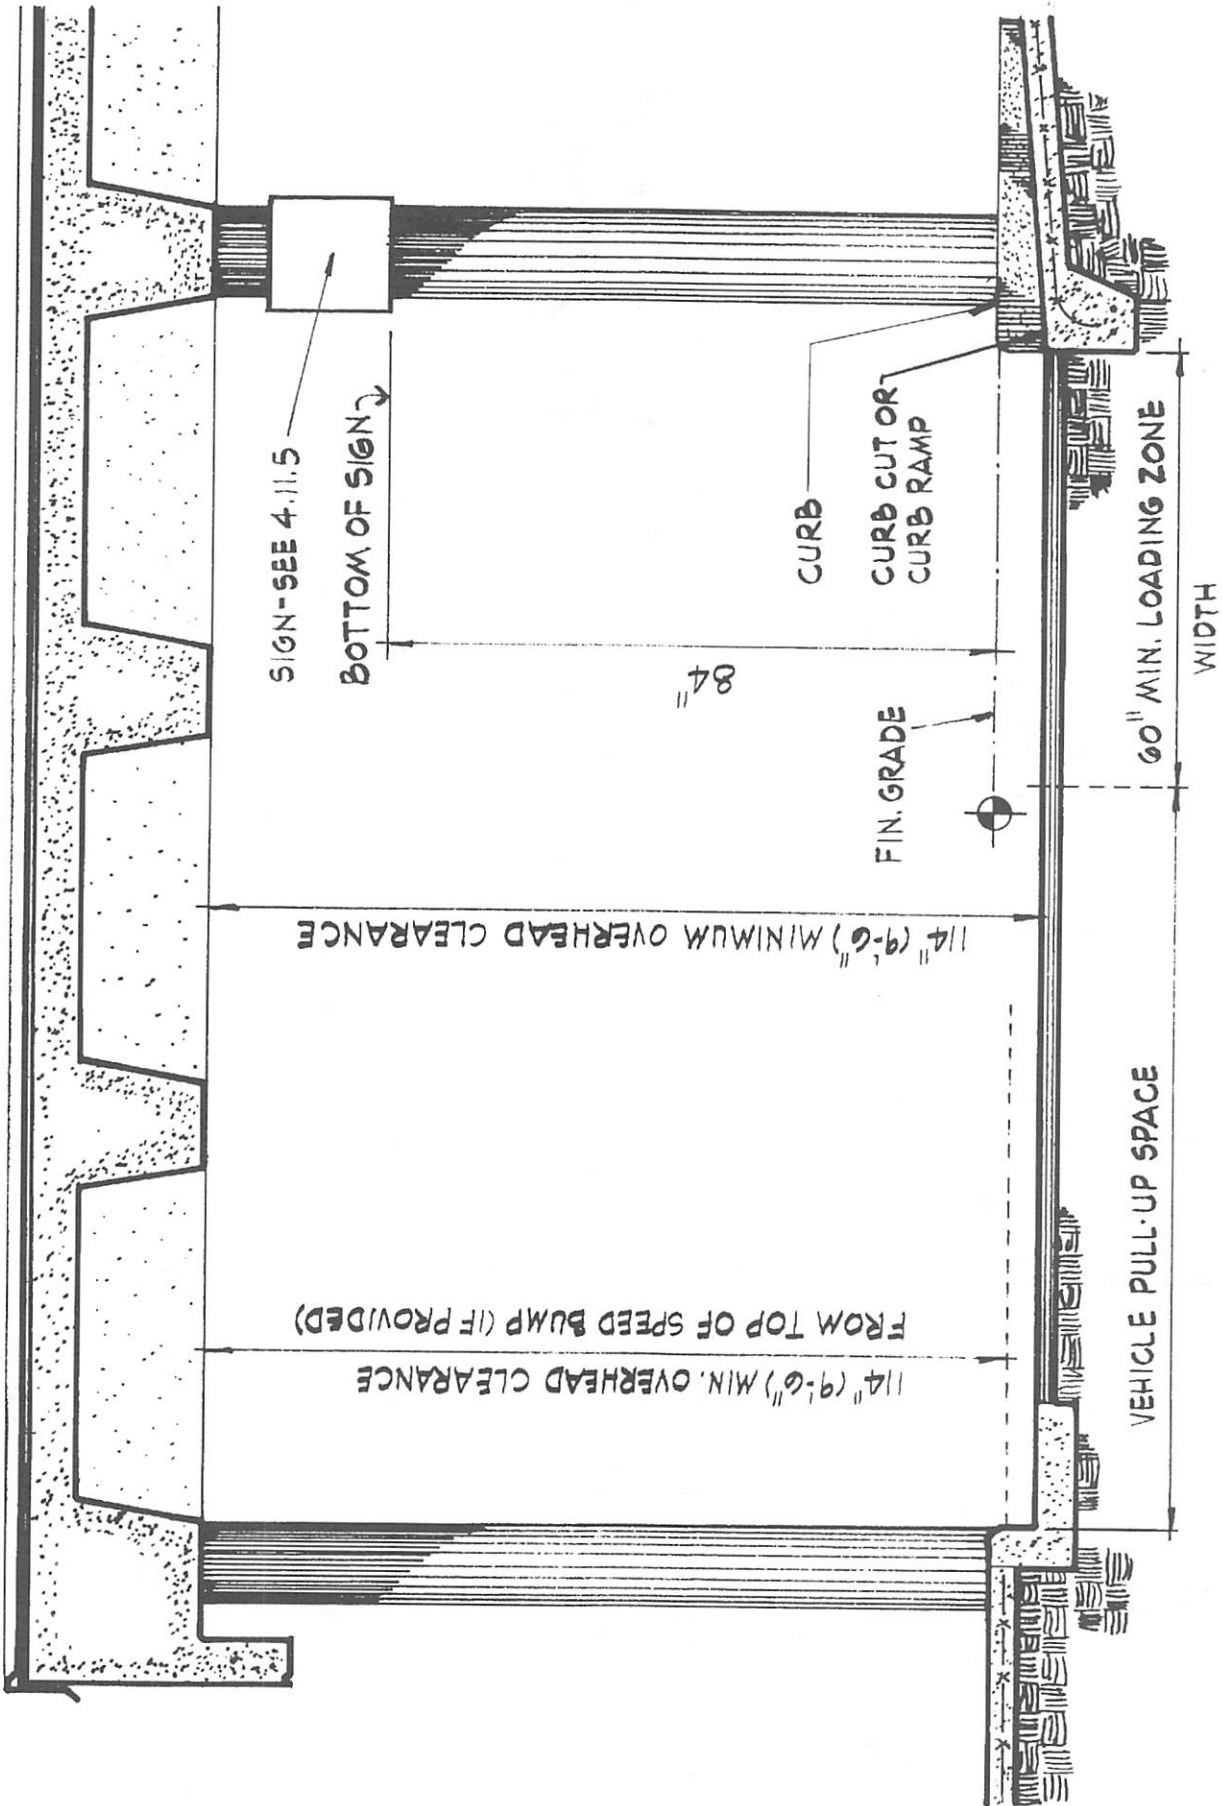 SIGN-SEE 4.11.5
BOTTOM OF SIGN
84"
CURB
CURB CUT OR
CURB RAMP
FIN. GRADE
114" (9'-6") MINIMUM OVERHEAD CLEARANCE
114" (9'-6") MIN. OVERHEAD CLEARANCE
FROM TOP OF SPEED BUMP (IF PROVIDED)
60" MIN. LOADING ZONE
WIDTH
VEHICLE PULL-UP SPACE